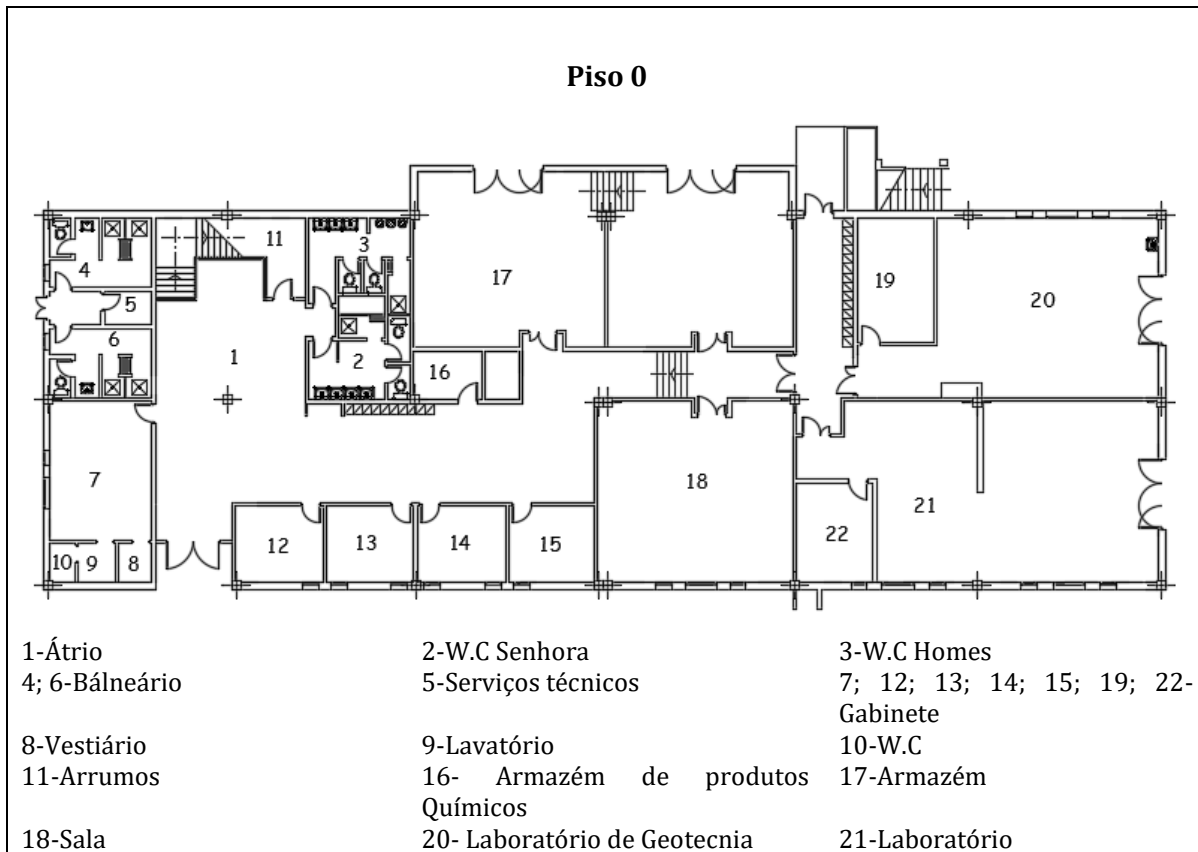 Piso 0
11
3
4
17
19
20
5
6
1
2
16
7
18
21
12
13
14
15
22
10
9
8
1-Átrio
2-W.C Senhora
3-W.C Homes
4; 6-Bálneário
5-Serviços técnicos
7; 12; 13; 14; 15; 19; 22-
Gabinete
8-Vestiário
9-Lavatório
10-W.C
11-Arrumos
16- Armazém de produtos
Químicos
17-Armazém
18-Sala
20- Laboratório de Geotecnia
21-Laboratório